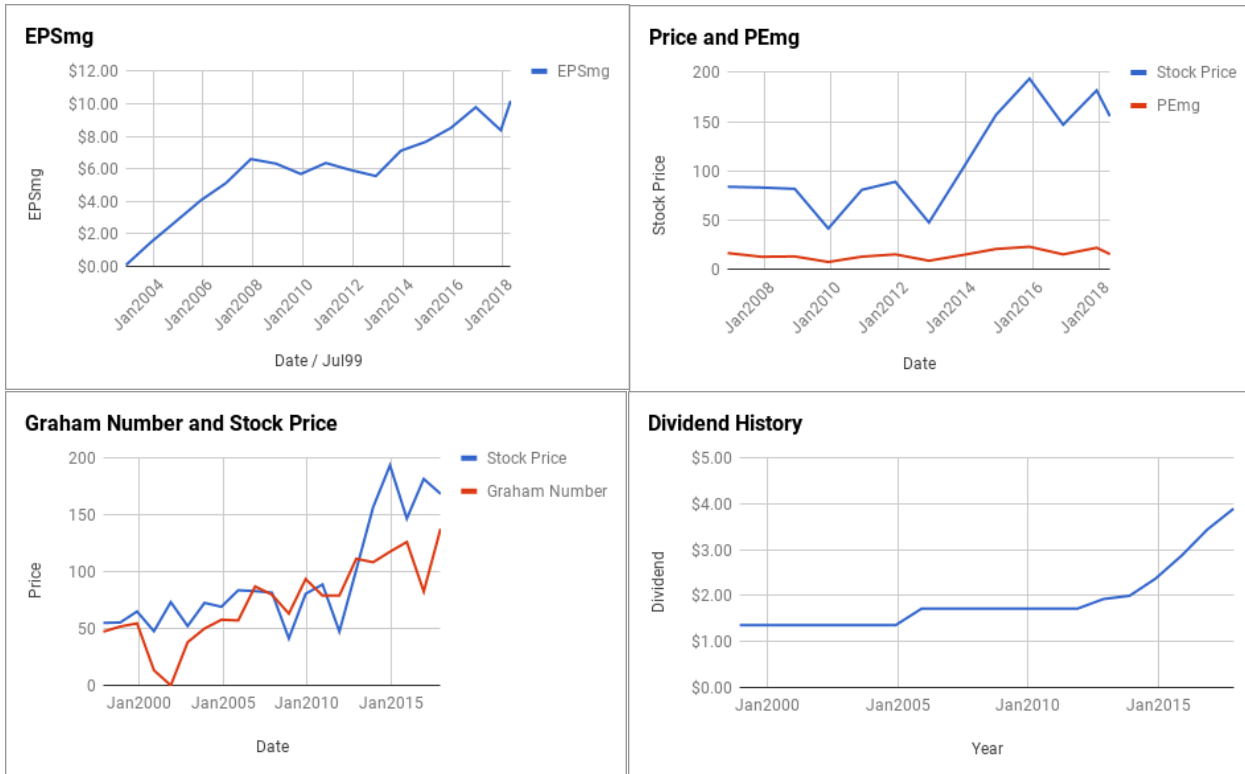 EPSmg
$12.00
$10.00
$8.00
$6.00
$4.00
$2.00
$0.00
EPSmg
EPSmg
Jan2004
Jan2006
Jan2008
Jan2010
Jan2012
Jan2014
Jan2016
Jan2018
Date / Jul99
Price and PEmg
200
150
100
50
0
Stock Price
Stock Price
PEmg
Jan2008
Jan2010
Jan2012
Jan2014
Jan2016
Jan2018
Date
Graham Number and Stock Price
200
150
100
50
0
Price
Stock Price
Graham Number
Jan2000
Jan2005
Jan2010
Jan2015
Date
Dividend History
$5.00
$4.00
$3.00
$2.00
$1.00
$0.00
Dividend
Jan2000
Jan2005
Jan2010
Jan2015
Year